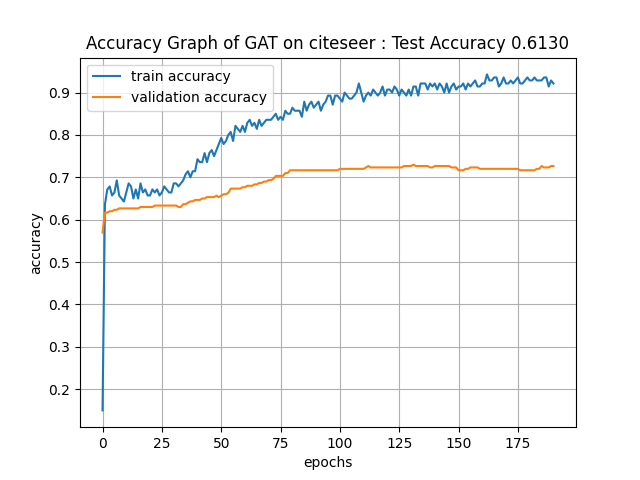 Accuracy Graph of GAT on citeseer : Test Accuracy 0.6130
train accuracy
validation accuracy
accuracy
0.9
0.8
0.7
0.6
0.5
0.4
0.3
0.2
0 25 50 75 100 125 150 175
epochs